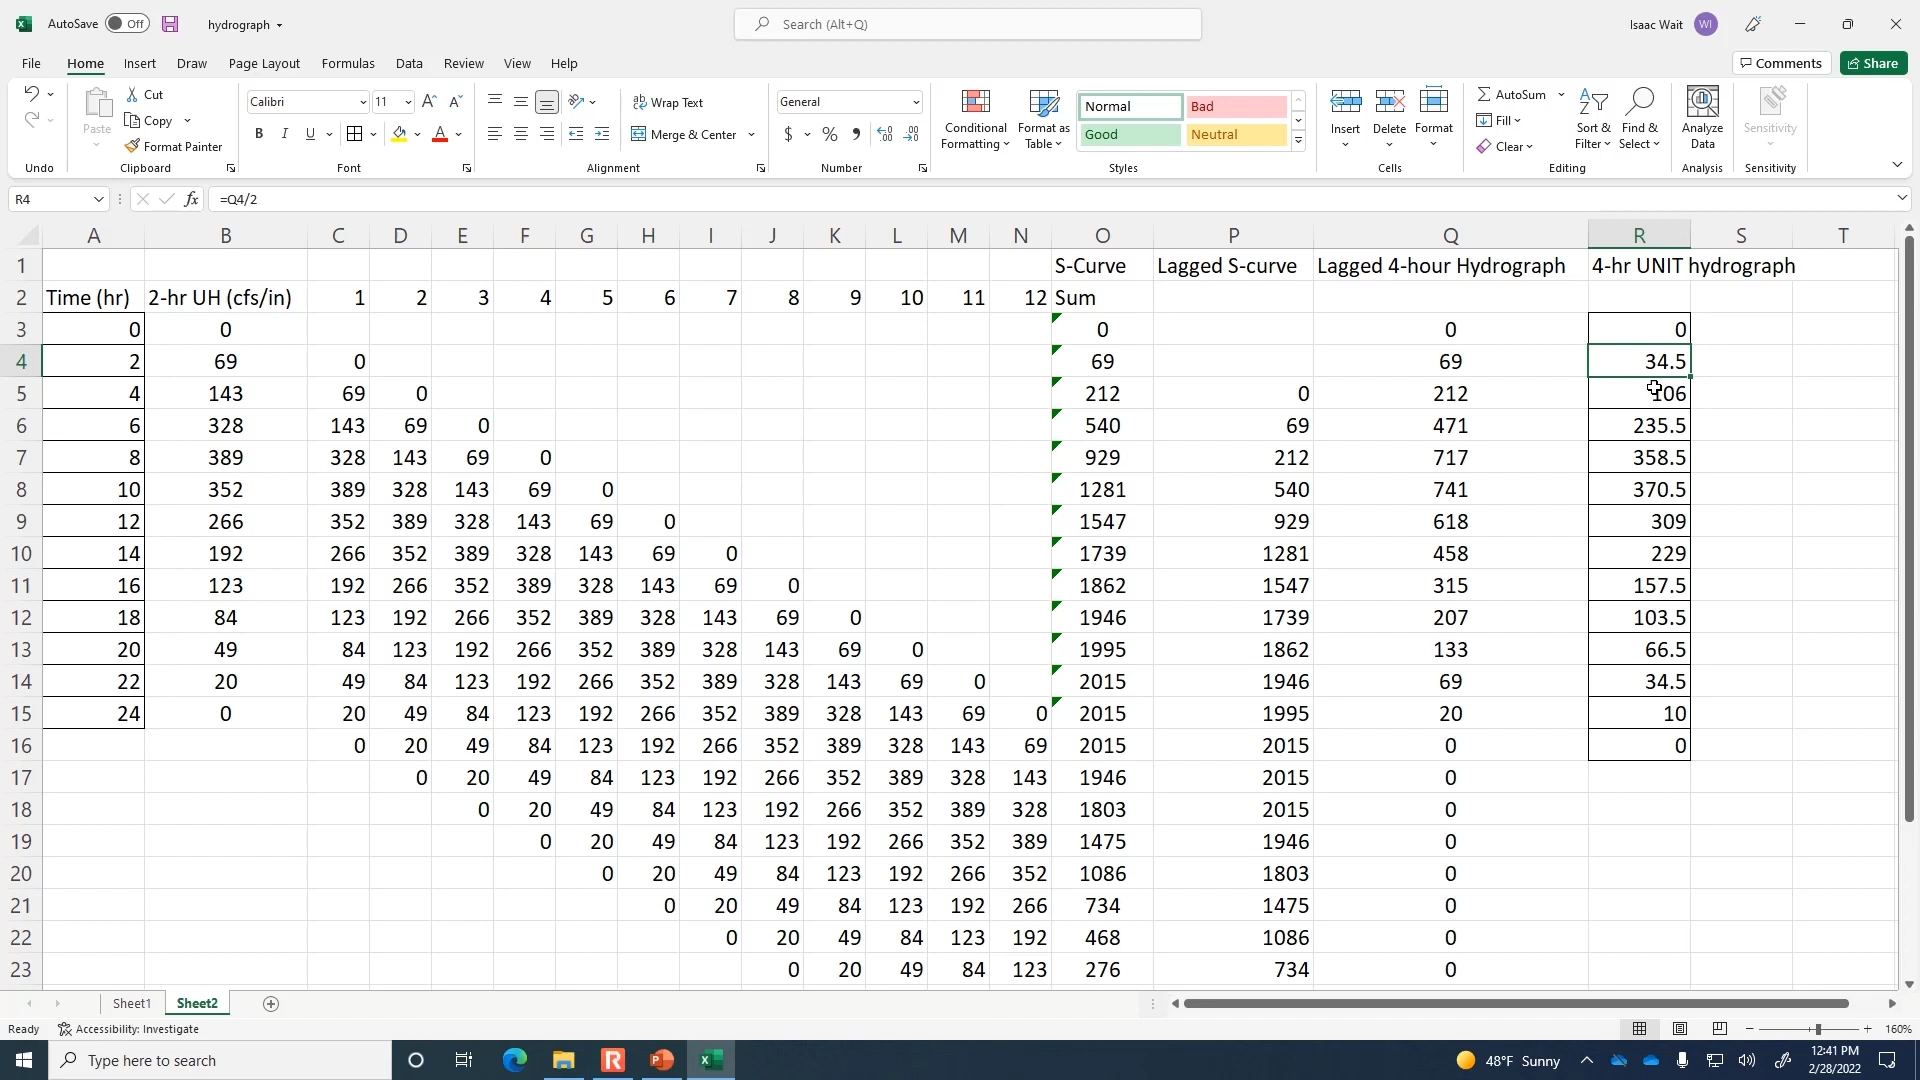 AutoSave Off hydrograph Search (Alt+Q) Isaac Wait WI
File Home Insert Draw Page Layout Formulas Data Review View Help Comments Share
Cut
Copy
Format Painter
Paste
Undo Clipboard
Calibri 11
B I U
Font
Wrap Text
Merge & Center
Alignment
General
$ % 9
Number
Conditional Formatting
Format as Table
Normal Bad
Good Neutral
Styles
Insert Delete Format
Cells
AutoSum
Fill
Clear
Sort & Filter
Find & Select
Editing
Analyze Data
Analysis
Sensitivity
Sensitivity
R4 fx =Q4/2
A B C D E F G H I J K L M N O P Q R S T
1 S-Curve Lagged S-curve Lagged 4-hour Hydrograph 4-hr UNIT hydrograph
2 Time (hr) 2-hr UH (cfs/in) 1 2 3 4 5 6 7 8 9 10 11 12 Sum
3 0 0 0 0 0
4 2 69 0 69 69 34.5
5 4 143 69 0 212 0 212 106
6 6 328 143 69 0 540 69 471 235.5
7 8 389 328 143 69 0 929 212 717 358.5
8 10 352 389 328 143 69 0 1281 540 741 370.5
9 12 266 352 389 328 143 69 0 1547 929 618 309
10 14 192 266 352 389 328 143 69 0 1739 1281 458 229
11 16 123 192 266 352 389 328 143 69 0 1862 1547 315 157.5
12 18 84 123 192 266 352 389 328 143 69 0 1946 1739 207 103.5
13 20 49 84 123 192 266 352 389 328 143 69 0 1995 1862 133 66.5
14 22 20 49 84 123 192 266 352 389 328 143 69 0 2015 1946 69 34.5
15 24 0 20 49 84 123 192 266 352 389 328 143 69 0 2015 1995 20 10
16 0 20 49 84 123 192 266 352 389 328 143 69 2015 2015 0 0
17 0 20 49 84 123 192 266 352 389 328 143 1946 2015 0
18 0 20 49 84 123 192 266 352 389 328 1803 2015 0
19 0 20 49 84 123 192 266 352 389 1475 1946 0
20 0 20 49 84 123 192 266 352 1086 1803 0
21 0 20 49 84 123 192 266 734 1475 0
22 0 20 49 84 123 192 468 1086 0
23 0 20 49 84 123 276 734 0
Sheet1 Sheet2
Ready Accessibility: Investigate 160%
Type here to search 48°F Sunny 12:41 PM
2/28/2022